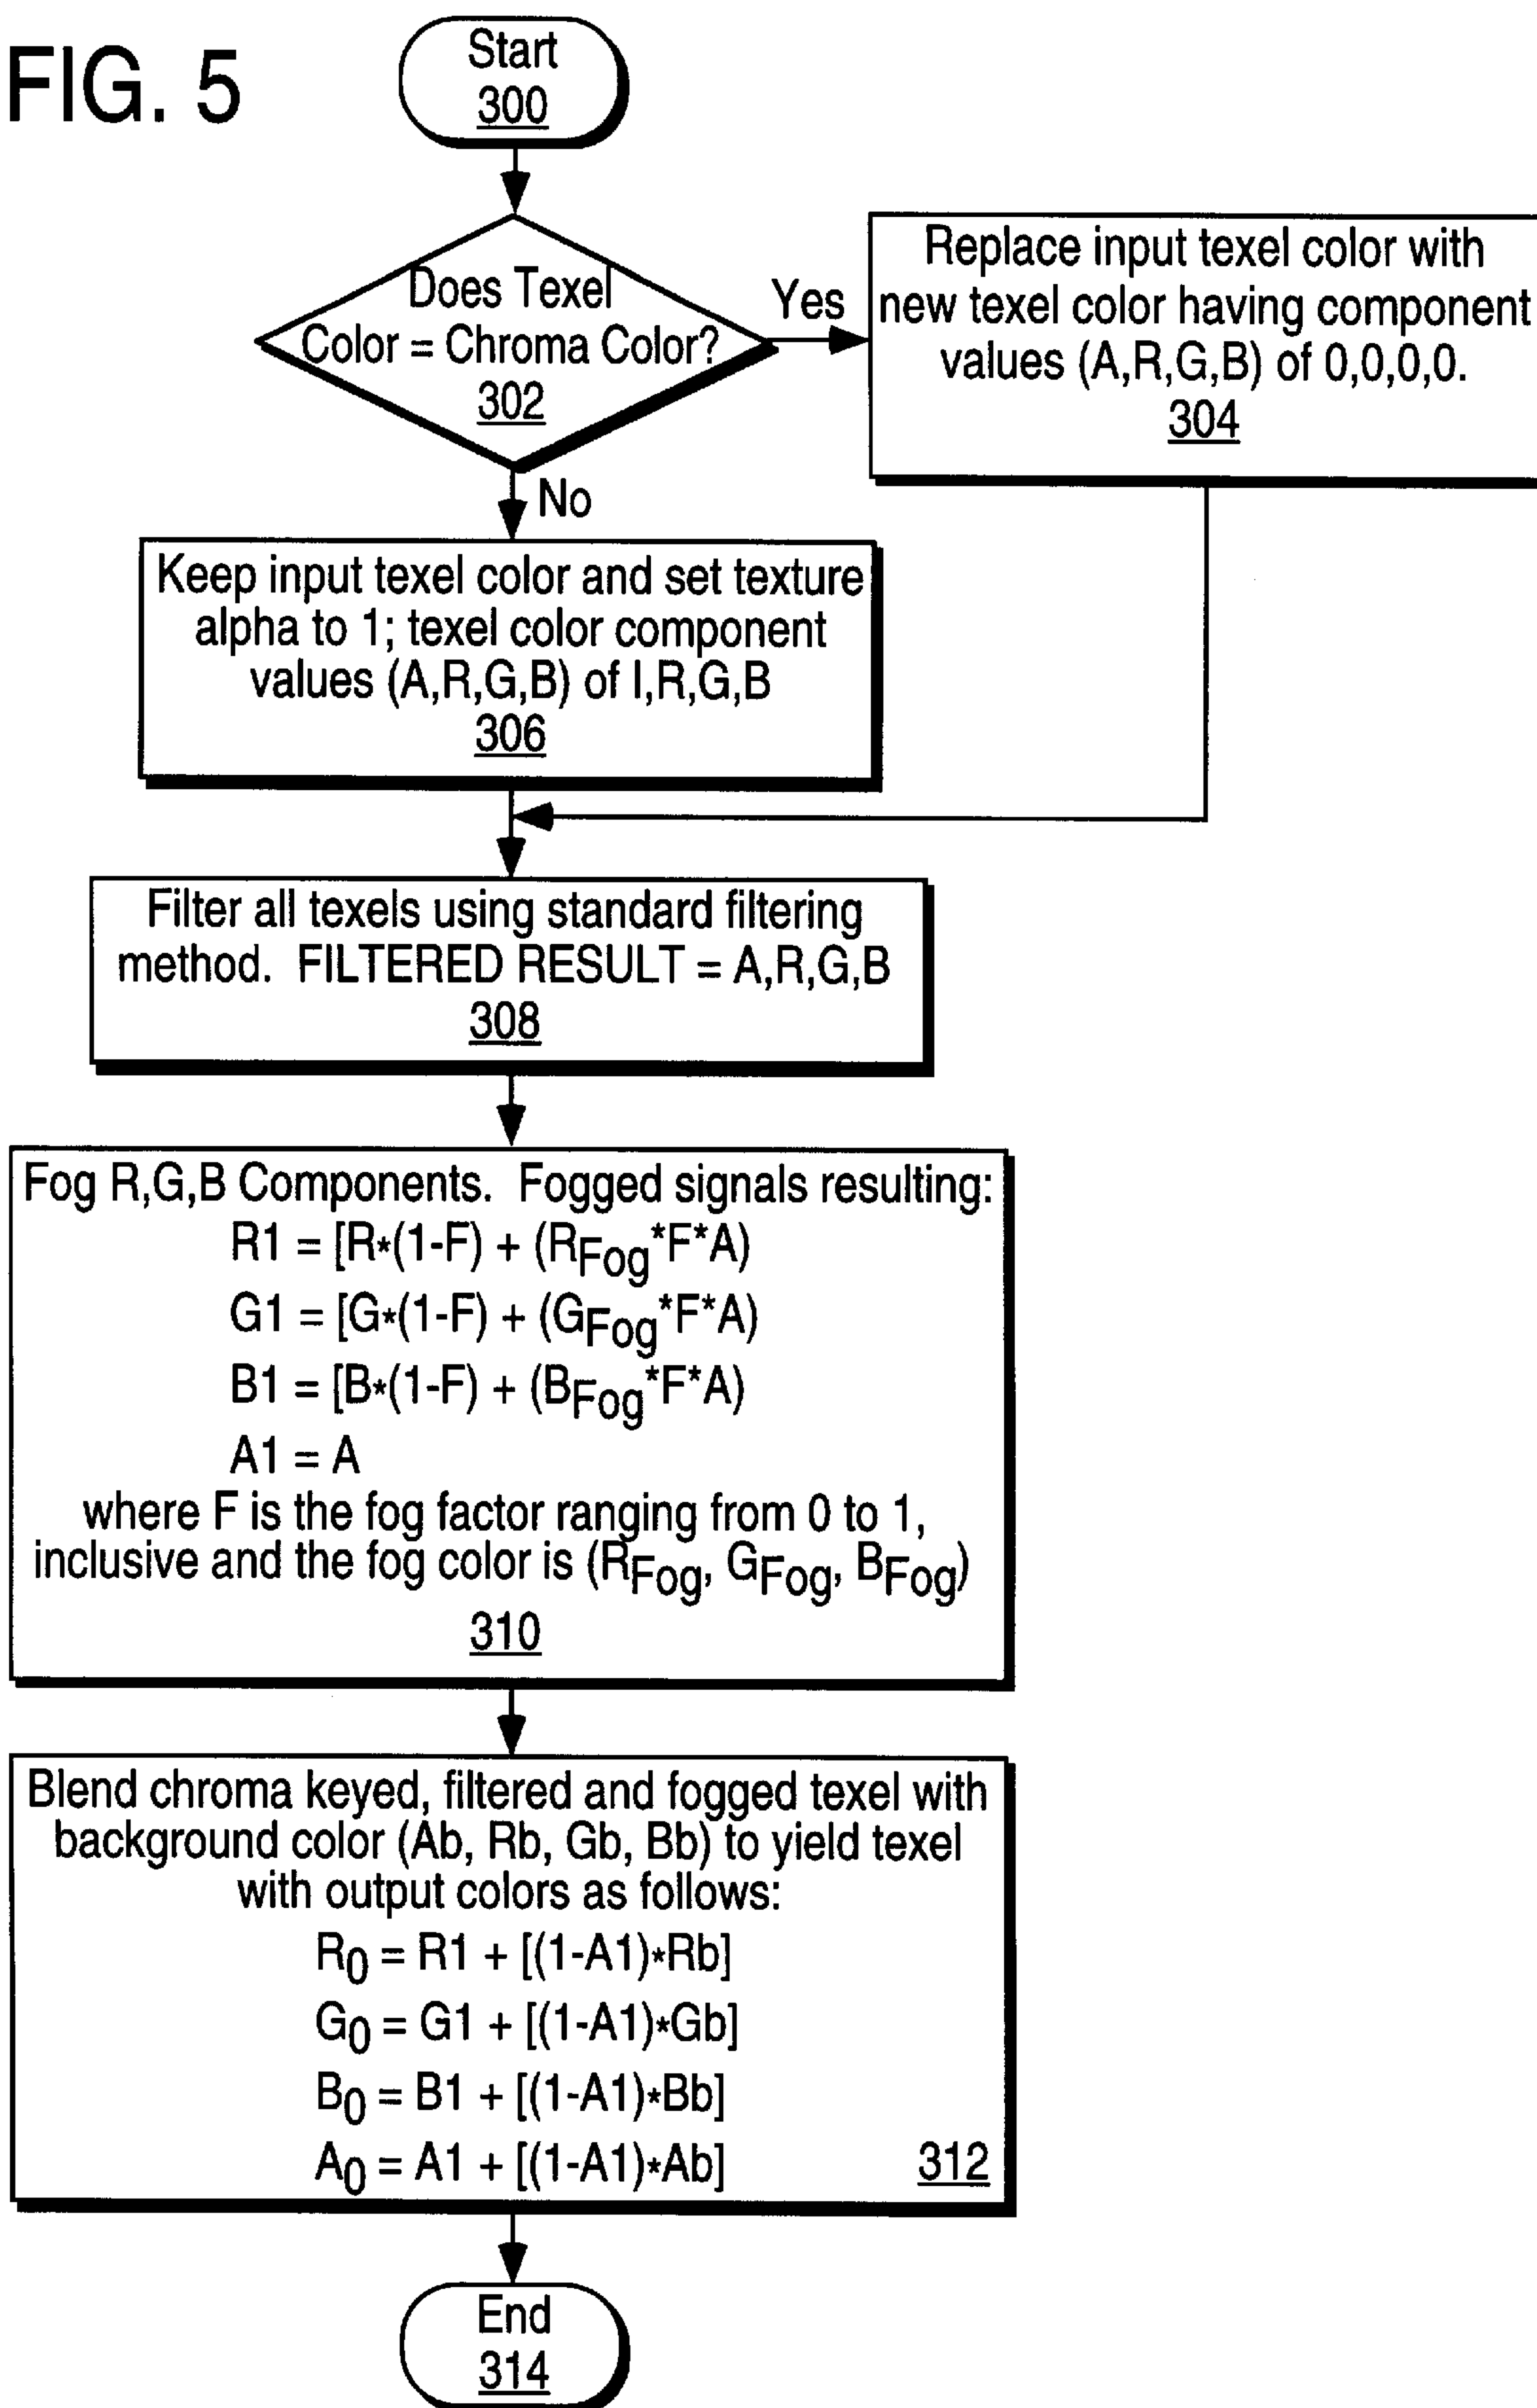 FIG. 5
Start
300
Does Texel
Color = Chroma Color?
302
Yes
Replace input texel color with
new texel color having component
values (A,R,G,B) of 0,0,0,0.
304
No
Keep input texel color and set texture
alpha to 1; texel color component
values (A,R,G,B) of I,R,G,B
306
Filter all texels using standard filtering
method. FILTERED RESULT = A,R,G,B
308
Fog R,G,B Components. Fogged signals resulting:
R1 = [R*(1-F) + (RFog*F*A)
G1 = [G*(1-F) + (GFog*F*A)
B1 = [B*(1-F) + (BFog*F*A)
A1 = A
where F is the fog factor ranging from 0 to 1,
inclusive and the fog color is (RFog, GFog, BFog)
310
Blend chroma keyed, filtered and fogged texel with
background color (Ab, Rb, Gb, Bb) to yield texel
with output colors as follows:
R0 = R1 + [(1-A1)*Rb]
G0 = G1 + [(1-A1)*Gb]
B0 = B1 + [(1-A1)*Bb]
A0 = A1 + [(1-A1)*Ab]
312
End
314